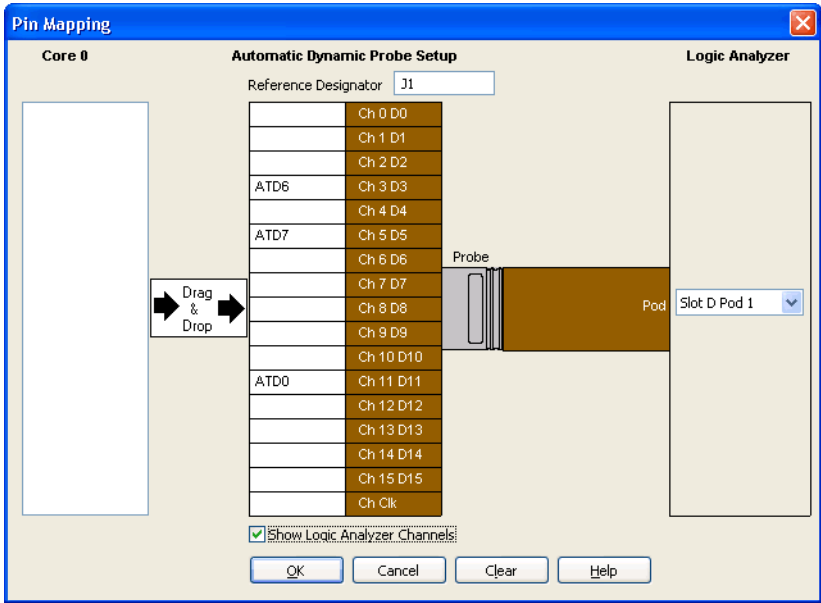 Pin Mapping
Core 0
Automatic Dynamic Probe Setup
Logic Analyzer
Reference Designator J1
Ch 0 D0
Ch 1 D1
Ch 2 D2
ATD6 Ch 3 D3
Ch 4 D4
ATD7 Ch 5 D5
Ch 6 D6
Probe
Ch 7 D7
Ch 8 D8
Ch 9 D9
Ch 10 D10
ATD0 Ch 11 D11
Ch 12 D12
Ch 13 D13
Ch 14 D14
Ch 15 D15
Ch Clk
Drag
&
Drop
Pod
Slot D Pod 1
Show Logic Analyzer Channels
OK
Cancel
Clear
Help